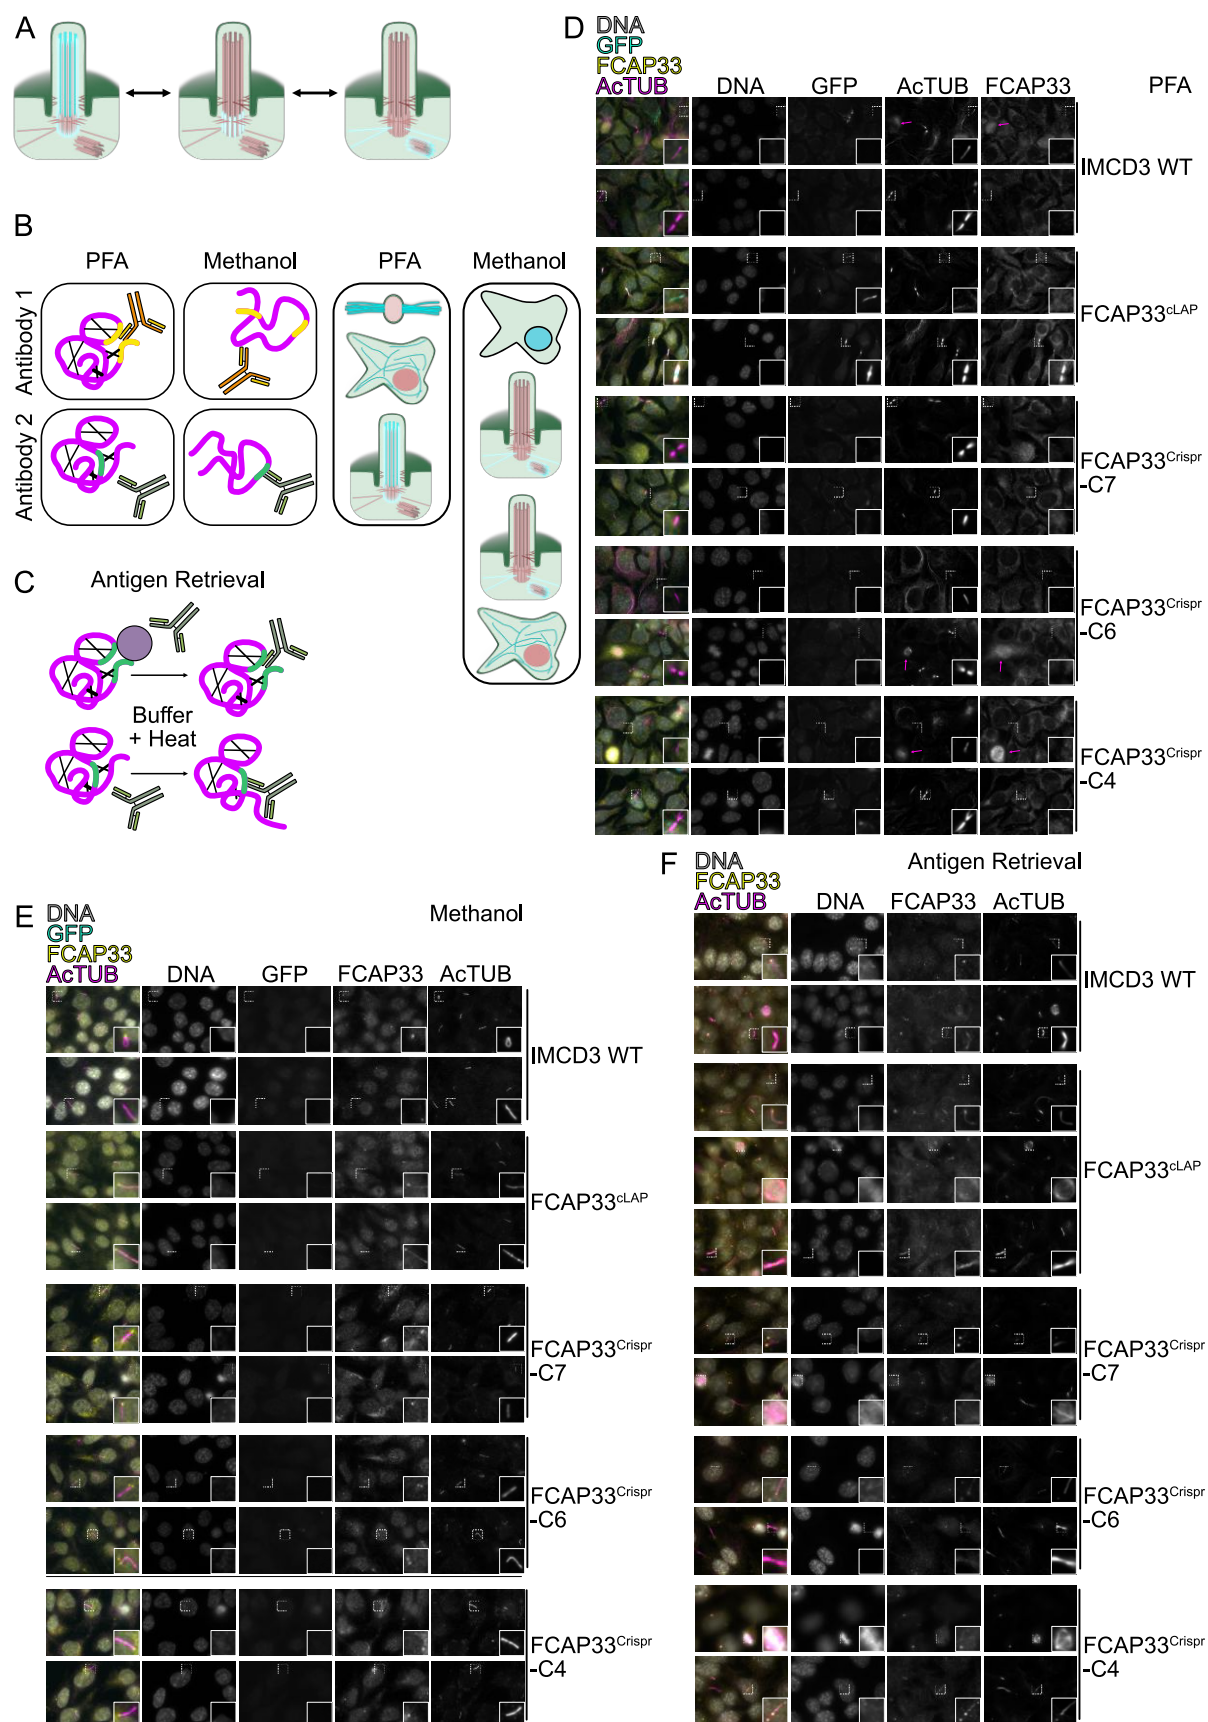 A
B
PFA
Methanol
PFA
Methanol
Antibody 1
Antibody 2
C
Antigen Retrieval
Buffer
+ Heat
D
DNA
GFP
FCAP33
AcTUB
DNA
GFP
AcTUB
FCAP33
PFA
IMCD3 WT
FCAP33cLAP
FCAP33Crispr
-C7
FCAP33Crispr
-C6
FCAP33Crispr
-C4
E
DNA
GFP
FCAP33
AcTUB
Methanol
DNA
GFP
FCAP33
AcTUB
IMCD3 WT
FCAP33cLAP
FCAP33Crispr
-C7
FCAP33Crispr
-C6
FCAP33Crispr
-C4
F
DNA
FCAP33
AcTUB
Antigen Retrieval
DNA
FCAP33
AcTUB
IMCD3 WT
FCAP33cLAP
FCAP33Crispr
-C7
FCAP33Crispr
-C6
FCAP33Crispr
-C4